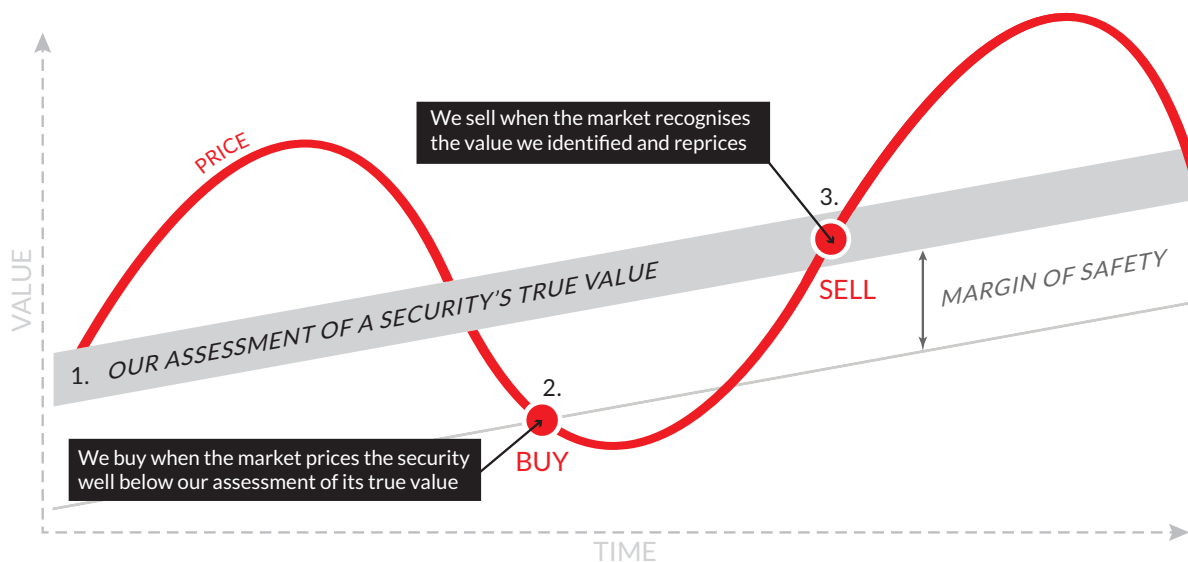 PRICE
We sell when the market recognises
the value we identified and reprices
3.
SELL
MARGIN OF SAFETY
VALUE
1. OUR ASSESSMENT OF A SECURITY’S TRUE VALUE
2.
BUY
We buy when the market prices the security
well below our assessment of its true value
TIME